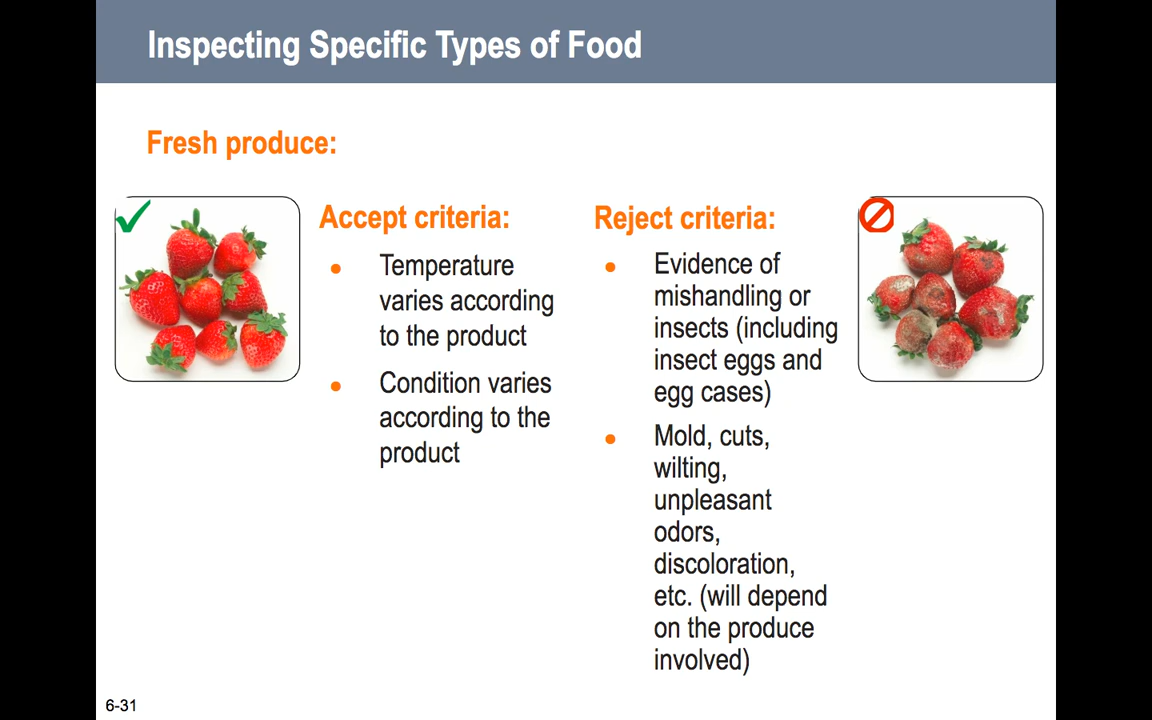 Inspecting Specific Types of Food
Fresh produce:
Accept criteria:
Temperature
varies according
to the product
Condition varies
according to the
product
Reject criteria:
Evidence of
mishandling or
insects (including
insect eggs and
egg cases)
Mold, cuts,
wilting,
unpleasant
odors,
discoloration,
etc. (will depend
on the produce
involved)
6-31